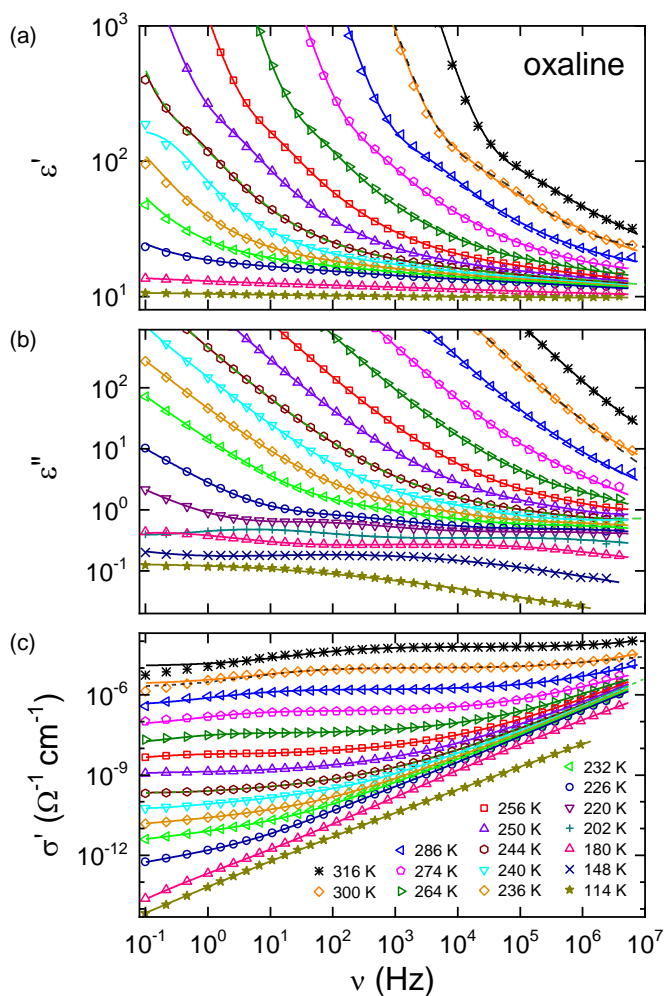 (a)
oxaline
10³
10²
10¹
ε'
(b)
10²
10¹
10⁰
10⁻¹
ε''
(c)
10⁻⁶
10⁻⁹
10⁻¹²
σ' (Ω⁻¹ cm⁻¹)
316 K
300 K
286 K
274 K
264 K
256 K
250 K
244 K
240 K
236 K
232 K
226 K
220 K
202 K
180 K
148 K
114 K
10⁻¹ 10⁰ 10¹ 10² 10³ 10⁴ 10⁵ 10⁶ 10⁷
ν (Hz)